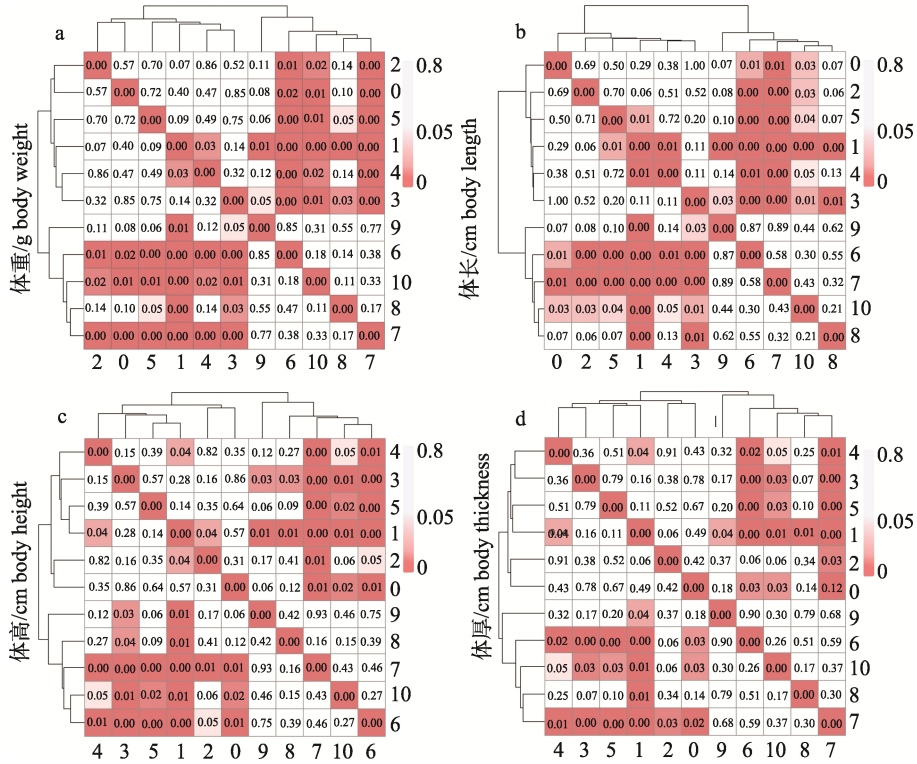 a
体重/g body weight
0.00 0.57 0.70 0.07 0.86 0.52 0.11 0.01 0.02 0.14 0.00 2
0.57 0.00 0.72 0.40 0.47 0.85 0.08 0.02 0.01 0.10 0.00 0
0.70 0.72 0.00 0.09 0.49 0.75 0.06 0.00 0.01 0.05 0.00 5
0.07 0.40 0.09 0.00 0.03 0.14 0.01 0.00 0.00 0.00 0.00 1
0.86 0.47 0.49 0.03 0.00 0.32 0.12 0.00 0.02 0.14 0.00 4
0.32 0.85 0.75 0.14 0.32 0.00 0.05 0.00 0.01 0.03 0.00 3
0.11 0.08 0.06 0.01 0.12 0.05 0.00 0.85 0.31 0.55 0.77 9
0.01 0.02 0.00 0.00 0.00 0.00 0.85 0.00 0.18 0.14 0.38 6
0.02 0.01 0.01 0.00 0.02 0.01 0.31 0.18 0.00 0.11 0.33 10
0.14 0.10 0.05 0.00 0.14 0.03 0.55 0.47 0.11 0.00 0.17 8
0.00 0.00 0.00 0.00 0.00 0.00 0.77 0.38 0.33 0.17 0.00 7
2 0 5 1 4 3 9 6 10 8 7
0.8
0.05
0
b
体长/cm body length
0.00 0.69 0.50 0.29 0.38 1.00 0.07 0.01 0.01 0.03 0.07 0
0.69 0.00 0.70 0.06 0.51 0.52 0.08 0.00 0.00 0.03 0.06 2
0.50 0.71 0.00 0.01 0.72 0.20 0.10 0.00 0.00 0.04 0.07 5
0.29 0.06 0.01 0.00 0.01 0.11 0.00 0.00 0.00 0.00 0.00 1
0.38 0.51 0.72 0.01 0.00 0.11 0.14 0.01 0.00 0.05 0.13 4
1.00 0.52 0.20 0.11 0.11 0.00 0.03 0.00 0.00 0.01 0.01 3
0.07 0.08 0.10 0.00 0.14 0.03 0.00 0.87 0.89 0.44 0.62 9
0.01 0.00 0.00 0.00 0.01 0.00 0.87 0.00 0.58 0.30 0.55 6
0.01 0.00 0.00 0.00 0.00 0.00 0.89 0.58 0.00 0.43 0.32 7
0.03 0.03 0.04 0.00 0.05 0.01 0.44 0.30 0.43 0.00 0.21 10
0.07 0.06 0.07 0.00 0.13 0.01 0.62 0.55 0.32 0.21 0.00 8
0 2 5 1 4 3 9 6 7 10 8
0.8
0.05
0
c
体高/cm body height
0.00 0.15 0.39 0.04 0.82 0.35 0.12 0.27 0.00 0.05 0.01 4
0.15 0.00 0.57 0.28 0.16 0.86 0.03 0.03 0.00 0.01 0.00 3
0.39 0.57 0.00 0.14 0.35 0.64 0.06 0.09 0.00 0.02 0.00 5
0.04 0.28 0.14 0.00 0.04 0.57 0.01 0.01 0.00 0.01 0.00 1
0.82 0.16 0.35 0.04 0.00 0.31 0.17 0.41 0.01 0.06 0.05 2
0.35 0.86 0.64 0.57 0.31 0.00 0.06 0.12 0.01 0.02 0.01 0
0.12 0.03 0.06 0.01 0.17 0.06 0.00 0.42 0.93 0.46 0.75 9
0.27 0.04 0.09 0.01 0.41 0.12 0.42 0.00 0.16 0.15 0.39 8
0.00 0.00 0.00 0.00 0.01 0.01 0.93 0.16 0.00 0.43 0.46 7
0.05 0.01 0.02 0.01 0.06 0.02 0.46 0.15 0.43 0.00 0.27 10
0.01 0.00 0.00 0.00 0.05 0.01 0.75 0.39 0.46 0.27 0.00 6
4 3 5 1 2 0 9 8 7 10 6
0.8
0.05
0
d
体厚/cm body thickness
0.00 0.36 0.51 0.04 0.91 0.43 0.32 0.02 0.05 0.25 0.01 4
0.36 0.00 0.79 0.16 0.38 0.78 0.17 0.00 0.03 0.07 0.00 3
0.51 0.79 0.00 0.11 0.52 0.67 0.20 0.00 0.03 0.10 0.00 5
0.04 0.16 0.11 0.00 0.06 0.49 0.04 0.00 0.01 0.01 0.00 1
0.91 0.38 0.52 0.06 0.00 0.42 0.37 0.06 0.06 0.34 0.03 2
0.43 0.78 0.67 0.49 0.42 0.00 0.18 0.03 0.03 0.14 0.12 0
0.32 0.17 0.20 0.04 0.37 0.18 0.00 0.90 0.30 0.79 0.68 9
0.02 0.00 0.00 0.00 0.06 0.03 0.90 0.00 0.26 0.51 0.59 6
0.05 0.03 0.03 0.01 0.06 0.03 0.30 0.26 0.00 0.17 0.37 10
0.25 0.07 0.10 0.01 0.34 0.14 0.79 0.51 0.17 0.00 0.30 8
0.01 0.00 0.00 0.00 0.03 0.02 0.68 0.59 0.37 0.30 0.00 7
4 3 5 1 2 0 9 6 10 8 7
0.8
0.05
0